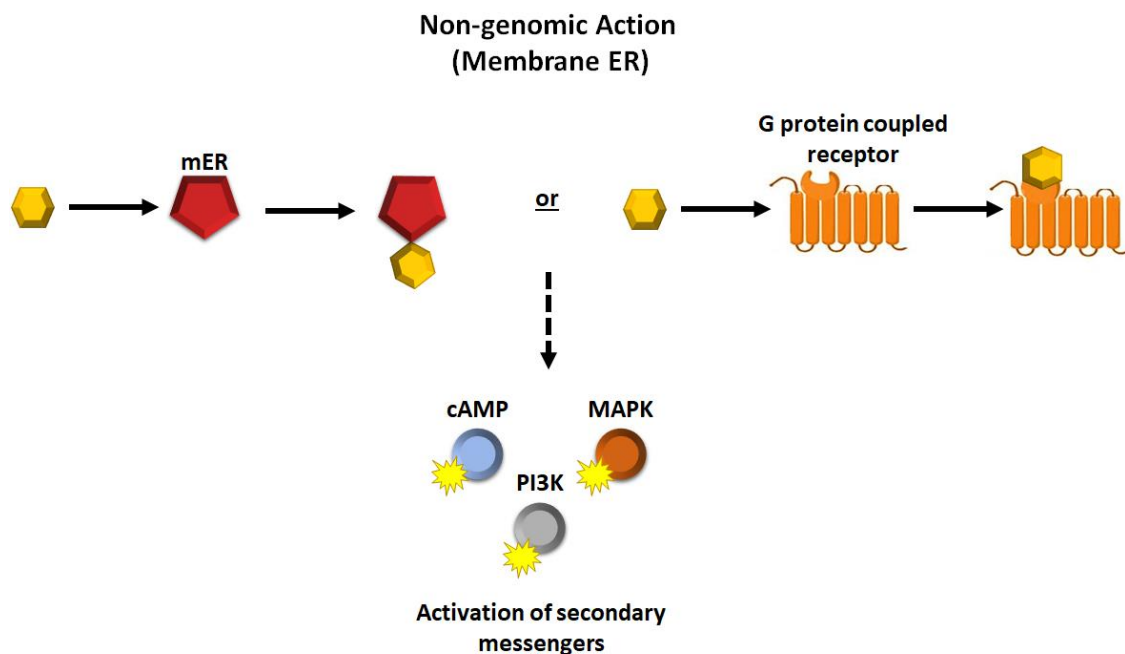 Non-genomic Action
(Membrane ER)
mER
or
G protein coupled
receptor
cAMP
MAPK
PI3K
Activation of secondary
messengers